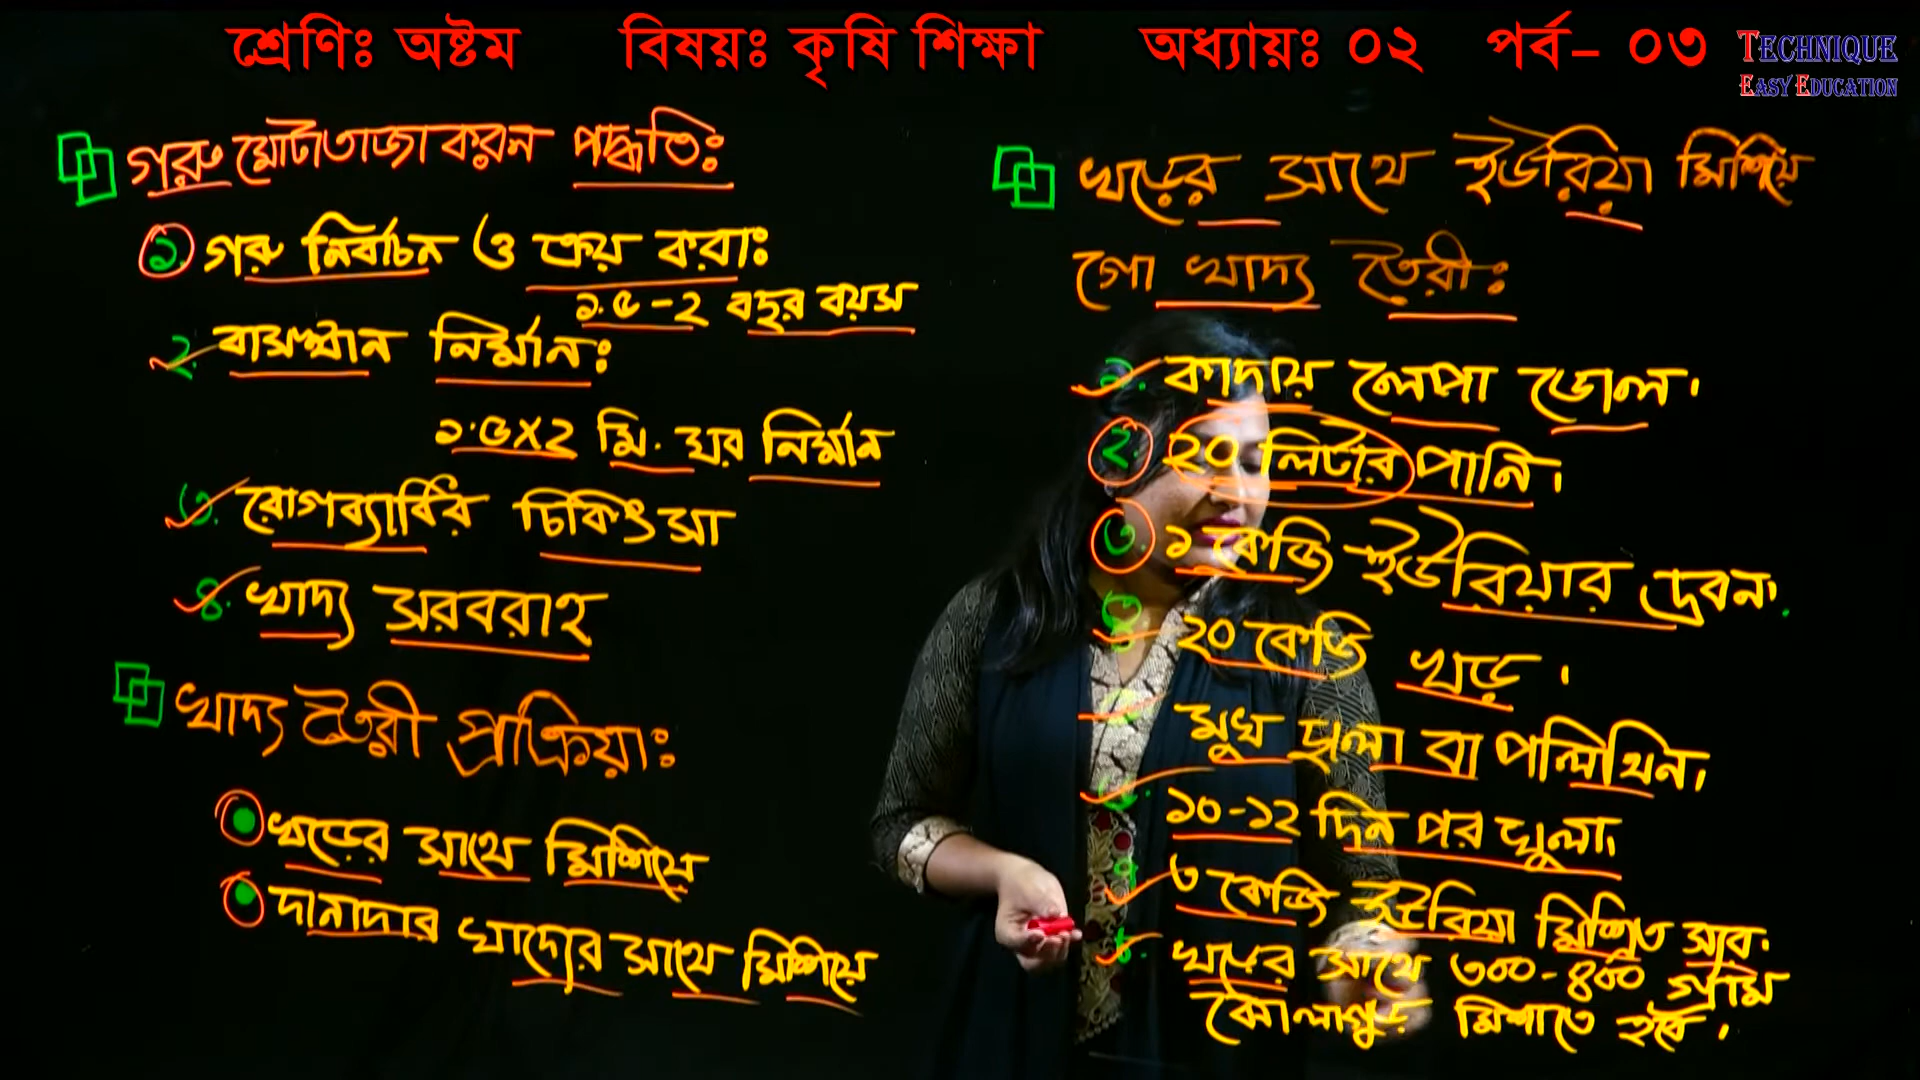 শ্রেণিঃ অষ্টম বিষয়ঃ কৃষি শিক্ষা অধ্যায়ঃ ০২ পর্ব- ০৩
TECHNIQUE
EASY EDUCATION
গরু মোটাতাজাকরন পদ্ধতিঃ
১. গরু নির্বাচন ও ক্রয় করাঃ
১.৫-২ বছর বয়স
২. বাসস্থান নির্মানঃ
১.৫x২ মি. ঘর নির্মান
৩. রোগব্যাধির চিকিৎসা
৪. খাদ্য সরবরাহ
খাদ্য তৈরী প্রক্রিয়াঃ
খড়ের সাথে মিশিয়ে
দানাদার খাদ্যের সাথে মিশিয়ে
খড়ের সাথে ইউরিয়া মিশিয়ে
গো খাদ্য তৈরীঃ
১. কাদায় লেপা ডোল।
২. ২০ লিটার পানি।
৩. ১ কেজি ইউরিয়ার দ্রবন।
৪. ২০ কেজি খড়।
মুখ ছালা বা পলিথিন।
১০-১২ দিন পর খুলা।
৩ কেজি ইউরিয়া মিশ্রিত
খড়ের সাথে ৩০০-৪০০ গ্রাম
মিশাতে হবে।